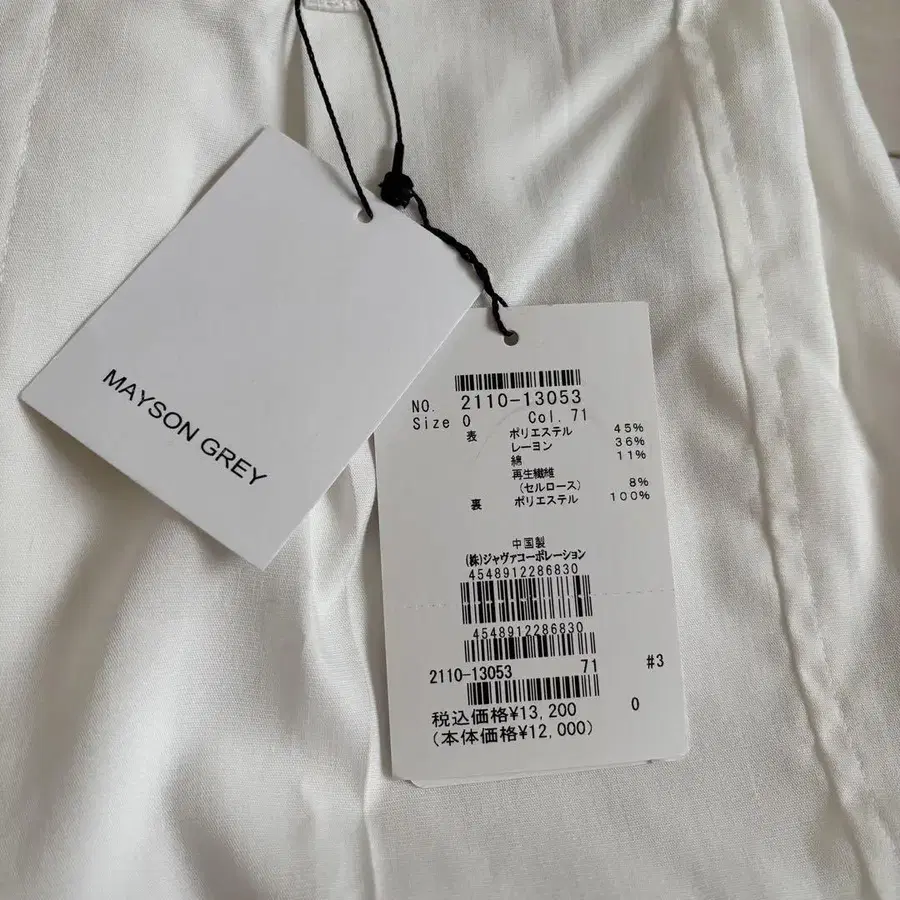 MAYSON GREY
NO. 2110-13053
Size 0 Col. 71
表 ポリエステル 45%
レーヨン 36%
綿 11%
再生繊維
(セルロース) 8%
裏 ポリエステル 100%
中国製
(株)ジャヴァコーポレーション
4548912286830
4548912286830
2110-13053 71 #3
税込価格¥13,200 0
(本体価格¥12,000)